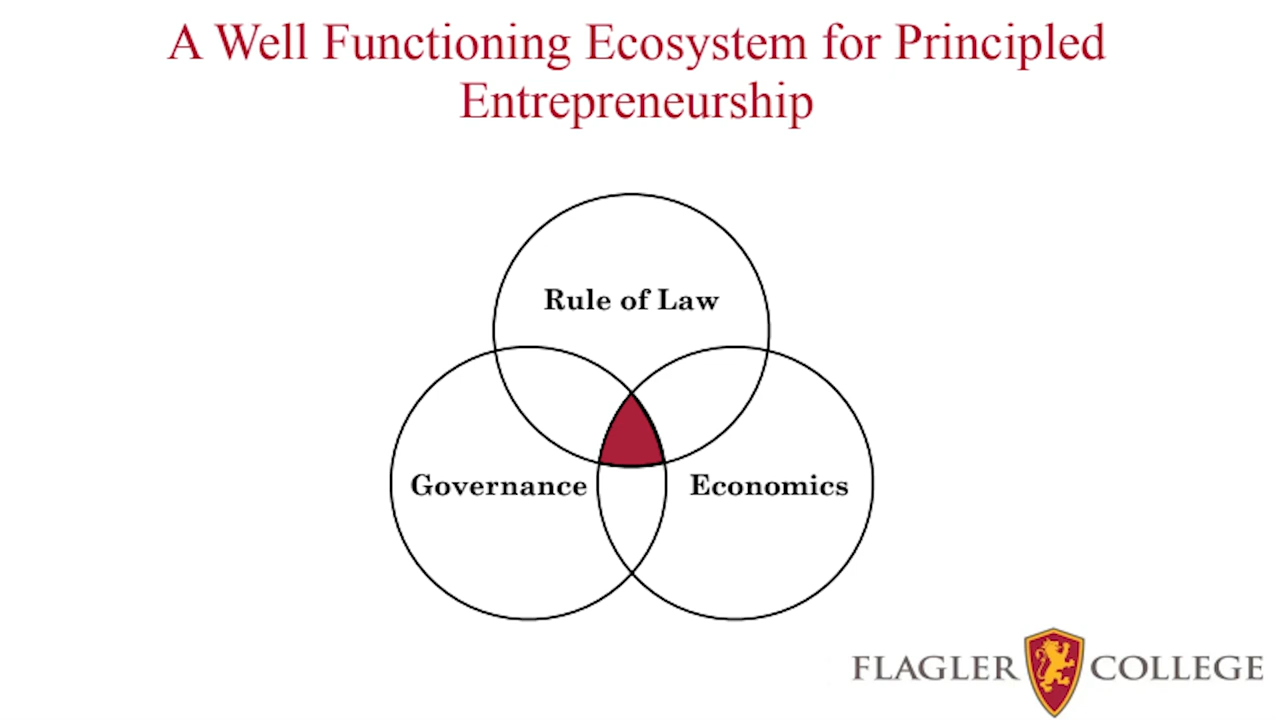 A Well Functioning Ecosystem for Principled
Entrepreneurship
Rule of Law
Governance
Economics
FLAGLER COLLEGE